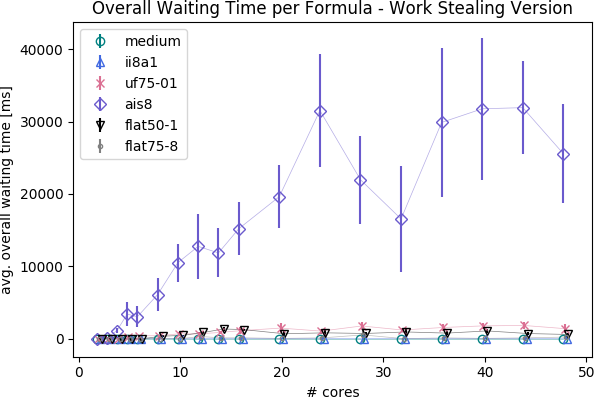 Overall Waiting Time per Formula - Work Stealing Version
avg. overall waiting time [ms]
40000
30000
20000
10000
0
medium
ii8a1
uf75-01
ais8
flat50-1
flat75-8
0 10 20 30 40 50
# cores